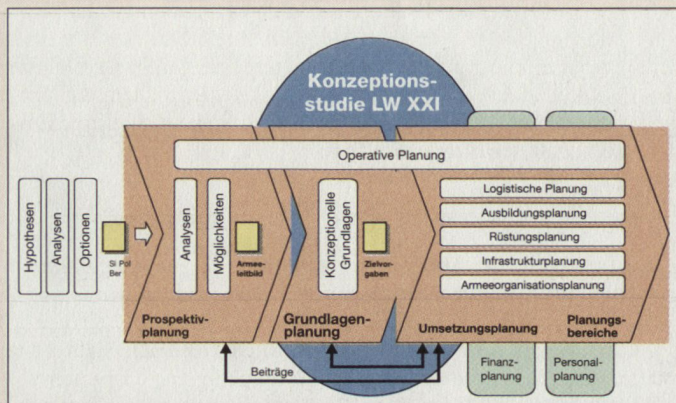 Konzeptions-
studie LW XXI
Operative Planung
Hypothesen
Analysen
Optionen
Si Pol
Ber
Analysen
Möglichkeiten
Armee-
leitbild
Konzeptionelle
Grundlagen
Zielvor-
gaben
Logistische Planung
Ausbildungsplanung
Rüstungsplanung
Infrastrukturplanung
Armeeorganisationsplanung
Prospektiv-
planung
Grundlagen-
planung
Umsetzungsplanung
Planungs-
bereiche
Beiträge
Finanz-
planung
Personal-
planung